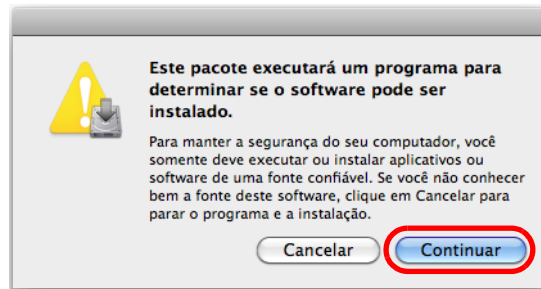 Este pacote executará um programa para
determinar se o software pode ser
instalado.
Para manter a segurança do seu computador, você
somente deve executar ou instalar aplicativos ou
software de uma fonte confiável. Se você não conhecer
bem a fonte deste software, clique em Cancelar para
parar o programa e a instalação.
Cancelar
Continuar